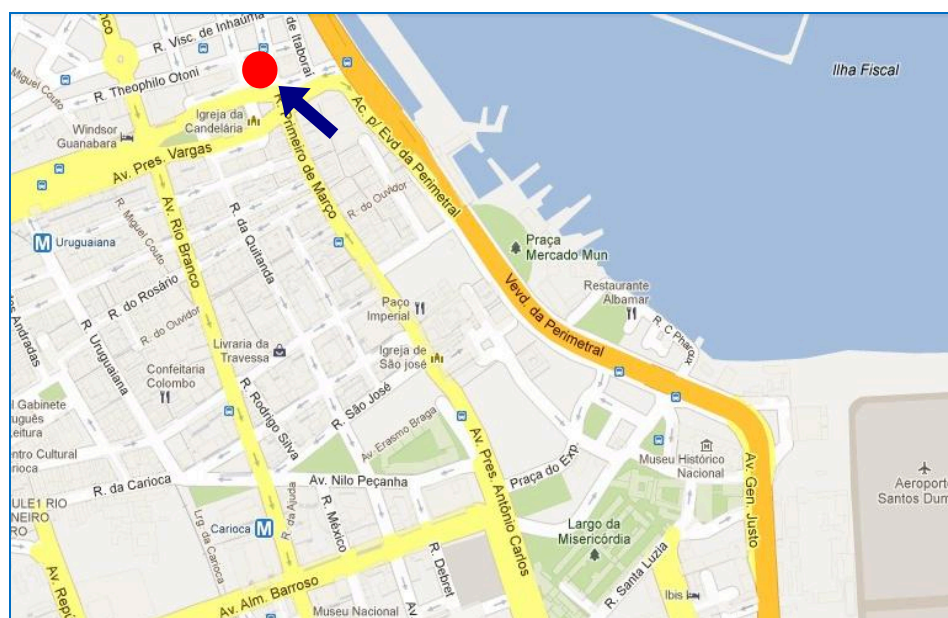 R. Visc. de Inhaúma
de Itaboraí
Ilha Fiscal
Miguel Couto
R. Theophilo Otoni
Igreja da
Candelária
Ac. p/ Evd da Perimetral
Windsor
Guanabara
R. Primeiro de Março
Av. Pres. Vargas
R. do Ouvidor
R. Miguel Couto
Av. Rio Branco
R. da Quitanda
M Uruguaiana
Praça
Mercado Mun
R. do Rosário
Vevd. da Perimetral
Restaurante
Albamar
Andradas
R. Uruguaiana
R. do Ouvidor
Paço
Imperial
R. C Pharoux
Livraria da
Travessa
Igreja de
São josé
Confeitaria
Colombo
R. Rodrigo Silva
R. São José
Gabinete
uguês
eitura
Av. Erasmo Braga
Av. Pres. Antônio Carlos
ntro Cultural
rioca
Museu Histórico
Nacional
Av. Gen. Justo
Praça do Exp.
Aeroporto
Santos Dum
R. da Carioca
Av. Nilo Peçanha
ULE1 RIO
NEIRO
RO
R. da Ajuda
R. México
Largo da
Misericórdia
Carioca M
Lrg. da Carioca
R. Debret
R. Santa Luzia
Av. Repú
Av. Alm. Barroso
Av
Ibis
Museu Nacional